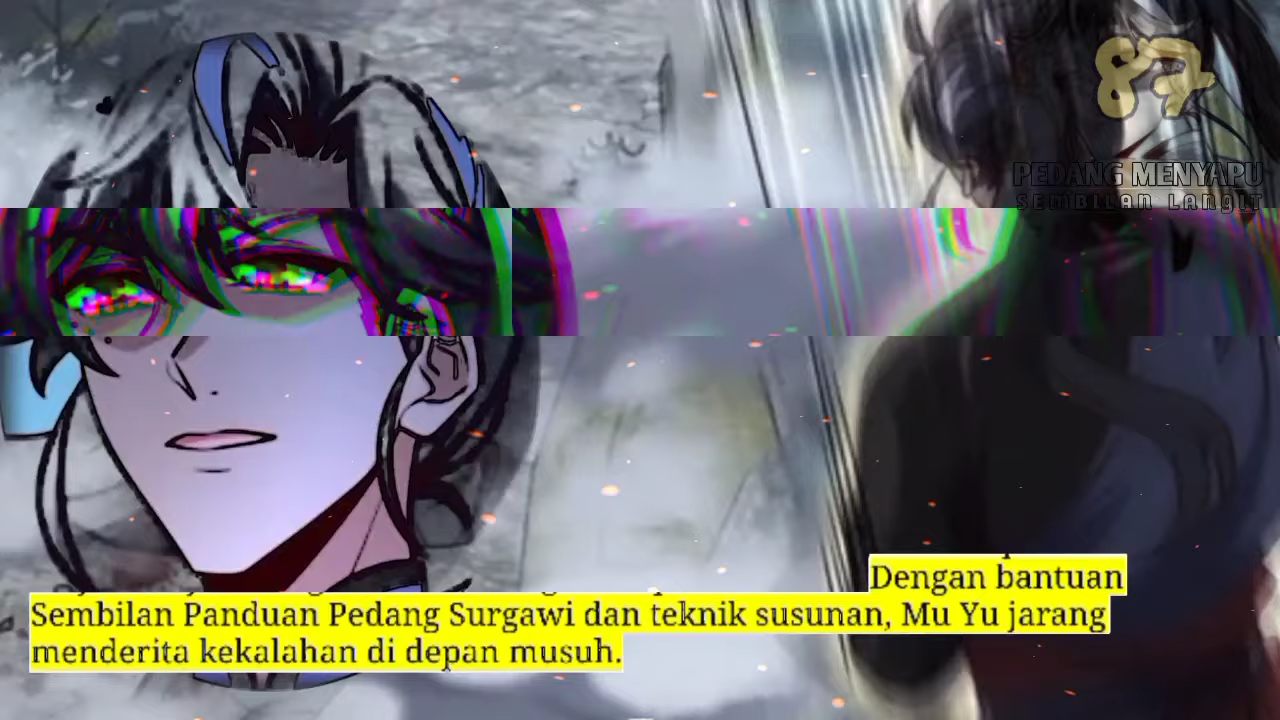 87
PEDANG MENYAPU
SEMBILAN LANGIT
Dengan bantuan
Sembilan Panduan Pedang Surgawi dan teknik susunan, Mu Yu jarang
menderita kekalahan di depan musuh.